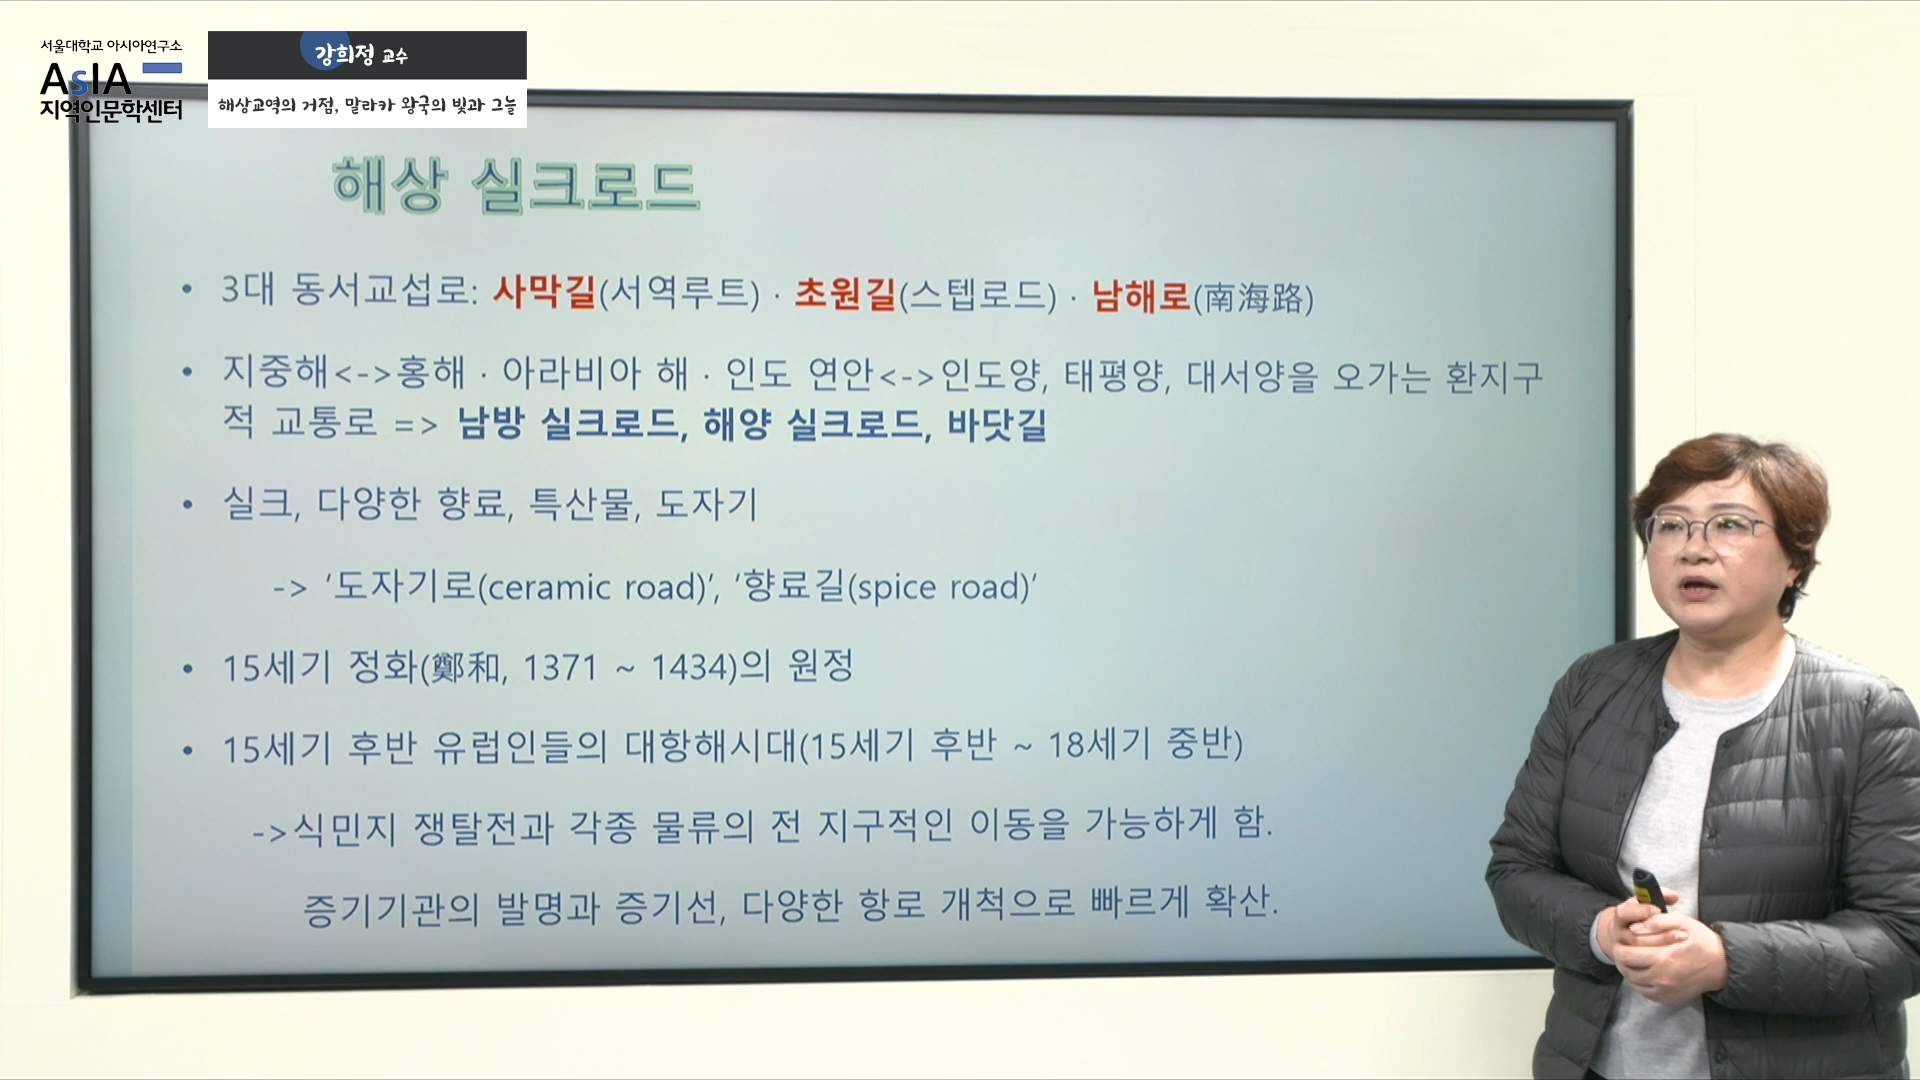 서울대학교 아시아연구소
AsIA
지역인문학센터
강희정 교수
해상교역의 거점, 말라카 왕국의 빛과 그늘
해상 실크로드
• 3대 동서교섭로: 사막길(서역루트) · 초원길(스텝로드) · 남해로(南海路)
• 지중해<->홍해 · 아라비아 해 · 인도 연안<->인도양, 태평양, 대서양을 오가는 환지구
적 교통로 => 남방 실크로드, 해양 실크로드, 바닷길
• 실크, 다양한 향료, 특산물, 도자기
-> ‘도자기로(ceramic road)’, ‘향료길(spice road)’
• 15세기 정화(鄭和, 1371 ~ 1434)의 원정
• 15세기 후반 유럽인들의 대항해시대(15세기 후반 ~ 18세기 중반)
->식민지 쟁탈전과 각종 물류의 전 지구적인 이동을 가능하게 함.
증기기관의 발명과 증기선, 다양한 항로 개척으로 빠르게 확산.